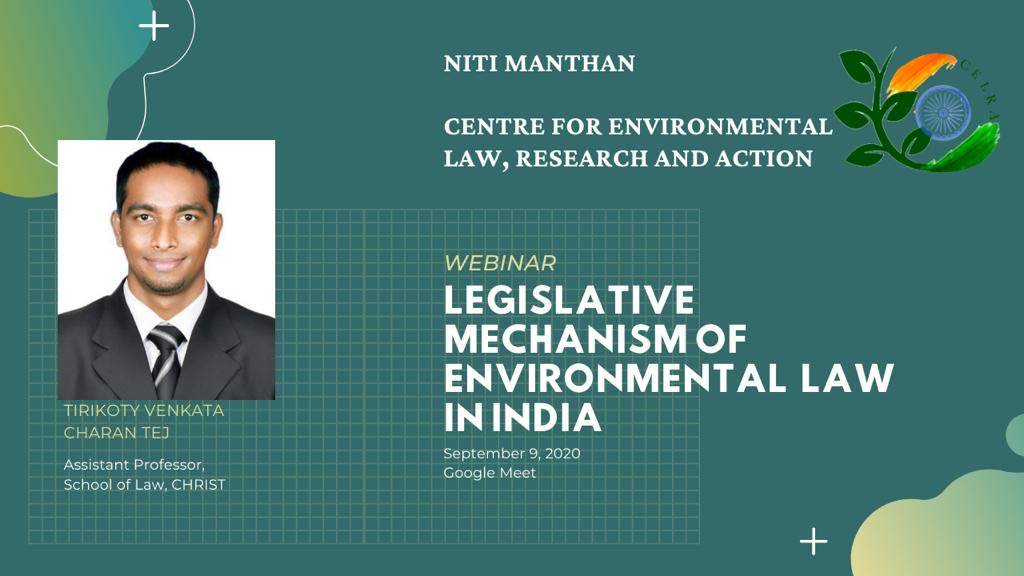 NITI MANTHAN
CENTRE FOR ENVIRONMENTAL
LAW, RESEARCH AND ACTION
CELRA
WEBINAR
LEGISLATIVE
MECHANISM OF
ENVIRONMENTAL LAW
IN INDIA
September 9, 2020
Google Meet
TIRIKOTY VENKATA
CHARAN TEJ
Assistant Professor,
School of Law, CHRIST